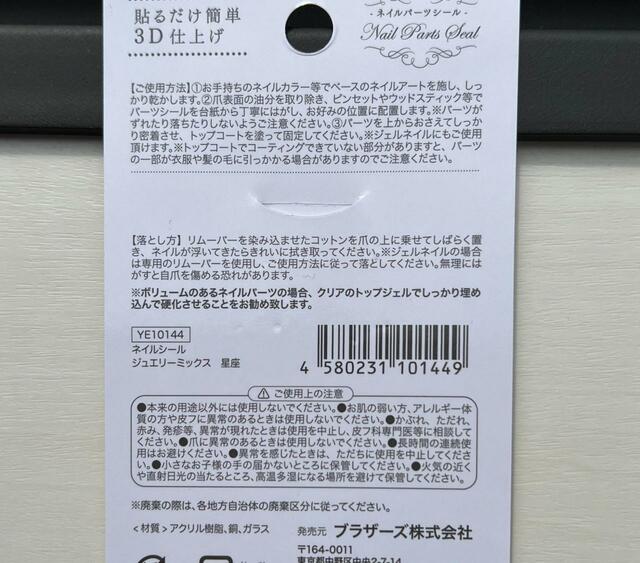 貼るだけ簡単
3D仕上げ
- ネイルパーツシール -
Nail Parts Seal
【ご使用方法】①お手持ちのネイルカラー等でベースのネイルアートを施し、しっ
かり乾かします。②爪表面の油分を取り除き、ピンセットやウッドスティック等で
パーツシールを台紙から丁寧にはがし、お好みの位置に配置します。※パーツが
ずれたり落ちたりしないようご注意ください。③パーツを上からおさえてしっか
り密着させ、トップコートを塗って固定してください。※ジェルネイルにもご使用
頂けます。※トップコートでコーティングできていない部分がありますと、パーツ
の一部が衣服や髪の毛に引っかかる場合がありますのでご注意ください。
【落とし方】リムーバーを染み込ませたコットンを爪の上に乗せてしばらく置
き、ネイルが浮いてきたらきれいに拭き取ってください。※ジェルネイルの場合
は専用のリムーバーを使用し、使用方法に従って落としてください。無理には
がすと自爪を傷める恐れがあります。
※ボリュームのあるネイルパーツの場合、クリアのトップジェルでしっかり埋め
込んで硬化させることをお勧め致します。
YE10144
ネイルシール
ジュエリーミックス 星座
4 580231 101449
ご使用上の注意
●本来の用途以外には使用しないでください。●お肌の弱い方、アレルギー体
質の方や皮フに異常のあるときは使用しないでください。●かぶれ、ただれ、
赤み、発疹等、異常が現れたときは使用を中止し、皮フ科専門医等に相談して
ください。●爪に異常のあるときは使用しないでください。●長時間の連続使用
はお避けください。●異常を感じたときは、ただちに使用を中止してください。
●小さなお子様の手の届かないところに保管してください。●火気の近く
や直射日光の当たるところ、高温多湿になる場所を避けて保管してください。
※廃棄の際は、各地方自治体の廃棄区分に従ってください。
<材質>アクリル樹脂、銅、ガラス
発売元 ブラザーズ株式会社
〒164-0011
東京都中野区中央2-7-14